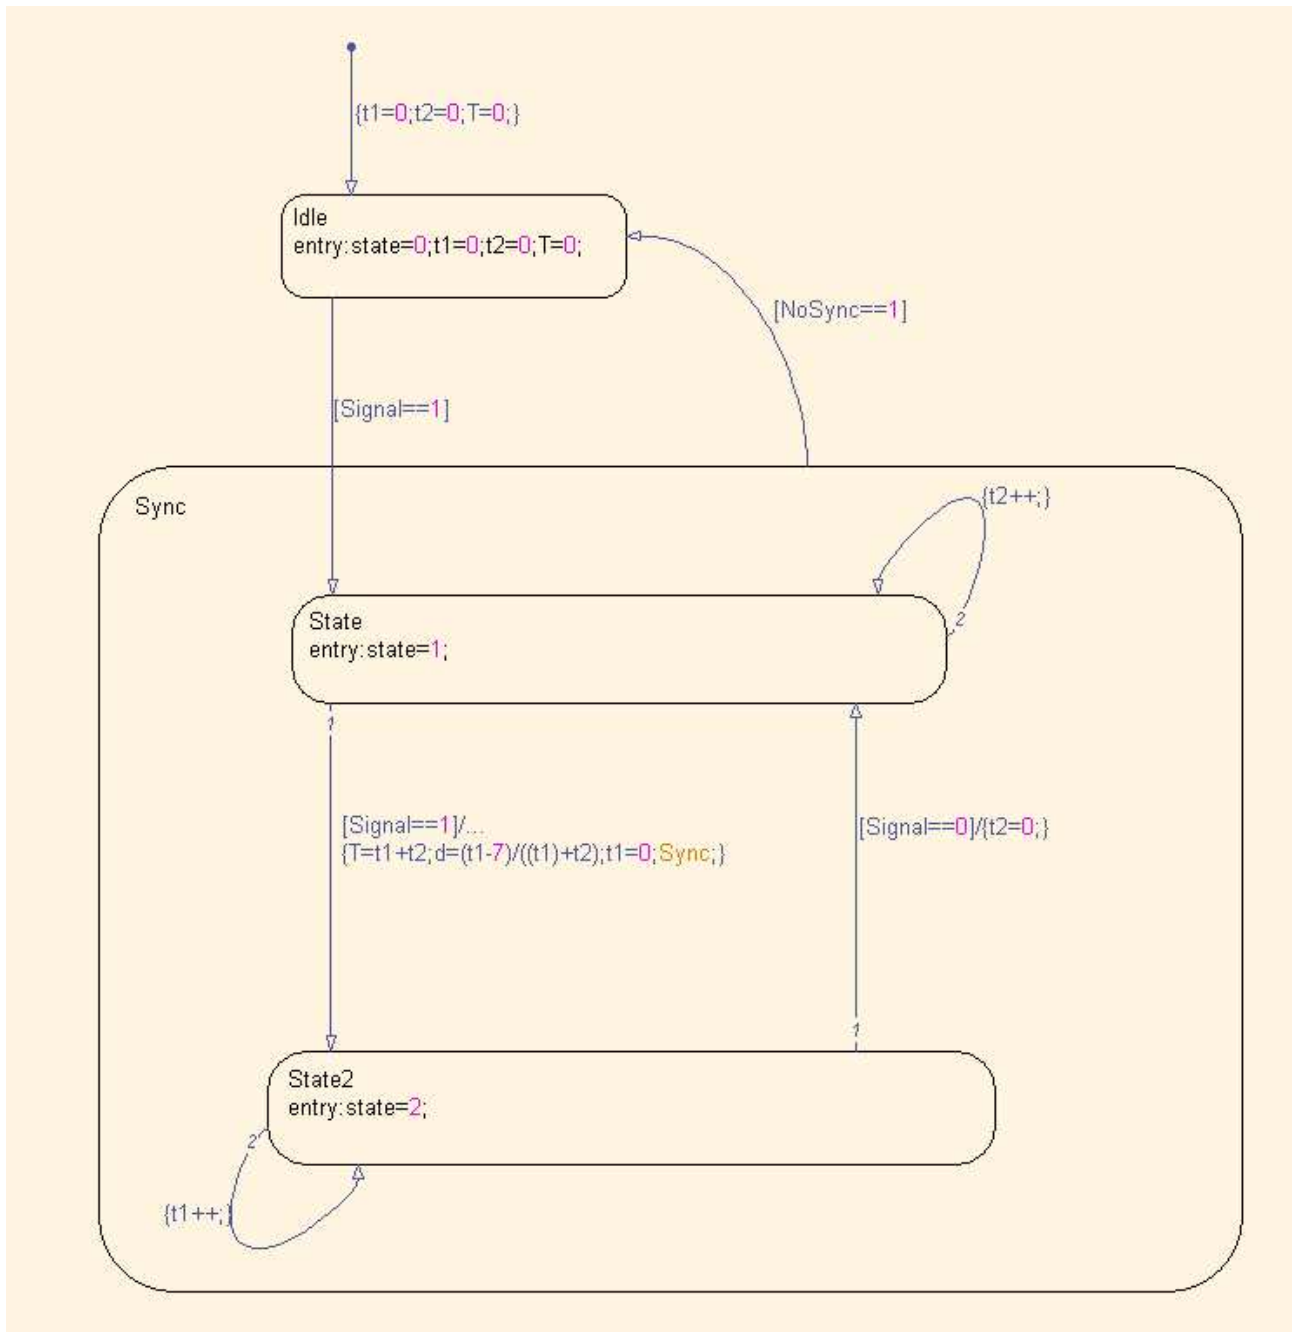 {t1=0;t2=0;T=0;}
Idle
entry:state=0;t1=0;t2=0;T=0;
[NoSync==1]
[Signal==1]
Sync
{t2++;}
2
State
entry:state=1;
1
[Signal==1]/...
{T=t1+t2;d=(t1-7)/((t1)+t2);t1=0;Sync;}
[Signal==0]/{t2=0;}
1
State2
entry:state=2;
2
{t1++;}